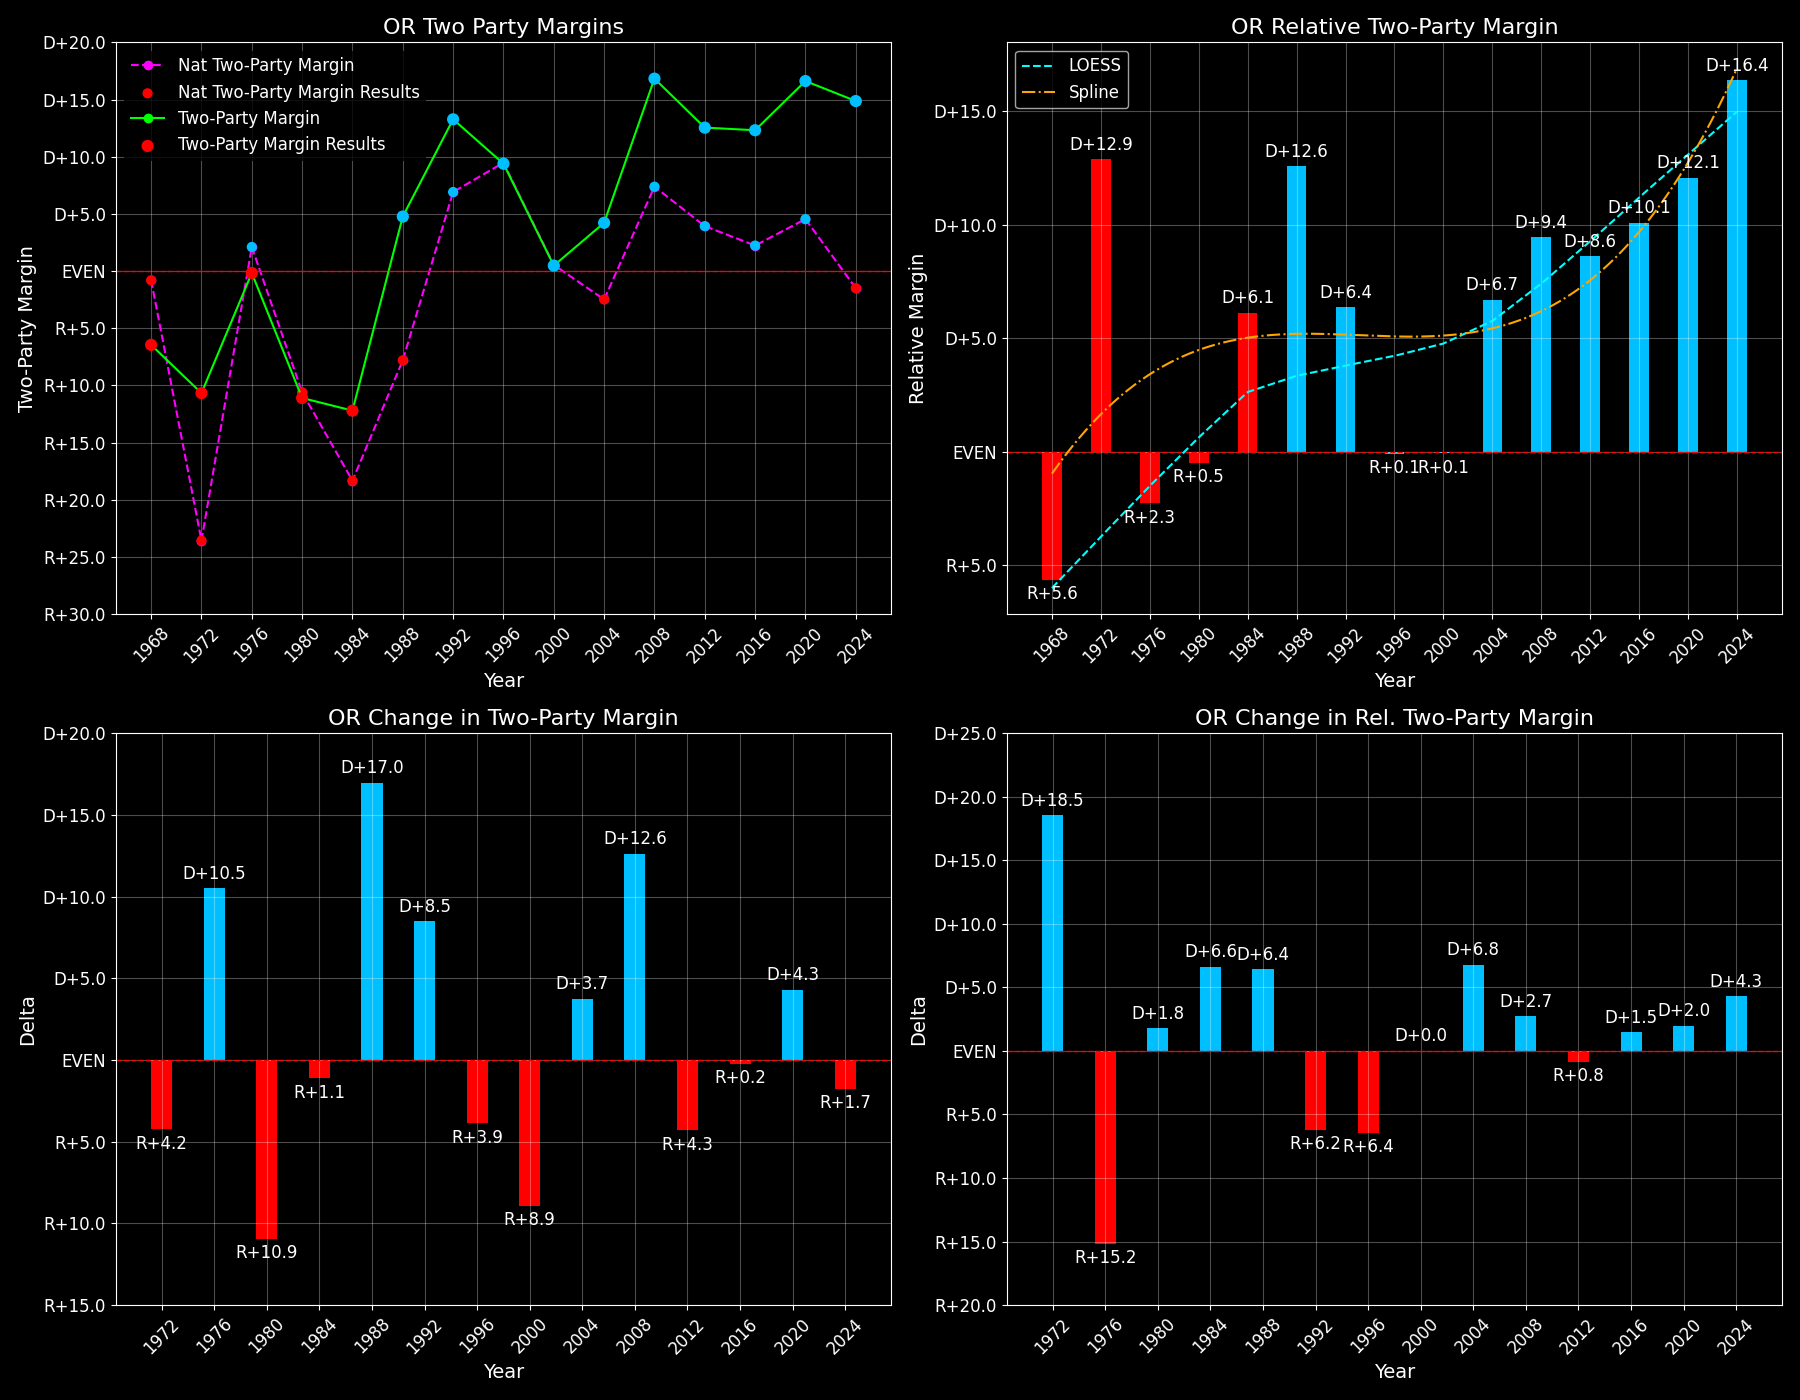 OR Two Party Margins
D+20.0
D+15.0
D+10.0
D+5.0
EVEN
R+5.0
R+10.0
R+15.0
R+20.0
R+25.0
R+30.0
Two-Party Margin
Nat Two-Party Margin
Nat Two-Party Margin Results
Two-Party Margin
Two-Party Margin Results
1968 1972 1976 1980 1984 1988 1992 1996 2000 2004 2008 2012 2016 2020 2024
Year
OR Relative Two-Party Margin
D+15.0
D+10.0
D+5.0
EVEN
R+5.0
Relative Margin
LOESS
Spline
R+5.6
D+12.9
R+2.3
R+0.5
D+6.1
D+12.6
D+6.4
R+0.1
R+0.1
D+6.7
D+9.4
D+8.6
D+10.1
D+12.1
D+16.4
1968 1972 1976 1980 1984 1988 1992 1996 2000 2004 2008 2012 2016 2020 2024
Year
OR Change in Two-Party Margin
D+20.0
D+15.0
D+10.0
D+5.0
EVEN
R+5.0
R+10.0
R+15.0
Delta
R+4.2
D+10.5
R+10.9
R+1.1
D+17.0
D+8.5
R+3.9
R+8.9
D+3.7
D+12.6
R+4.3
R+0.2
D+4.3
R+1.7
1972 1976 1980 1984 1988 1992 1996 2000 2004 2008 2012 2016 2020 2024
Year
OR Change in Rel. Two-Party Margin
D+25.0
D+20.0
D+15.0
D+10.0
D+5.0
EVEN
R+5.0
R+10.0
R+15.0
R+20.0
Delta
D+18.5
R+15.2
D+1.8
D+6.6
D+6.4
R+6.2
R+6.4
D+0.0
D+6.8
D+2.7
R+0.8
D+1.5
D+2.0
D+4.3
1972 1976 1980 1984 1988 1992 1996 2000 2004 2008 2012 2016 2020 2024
Year